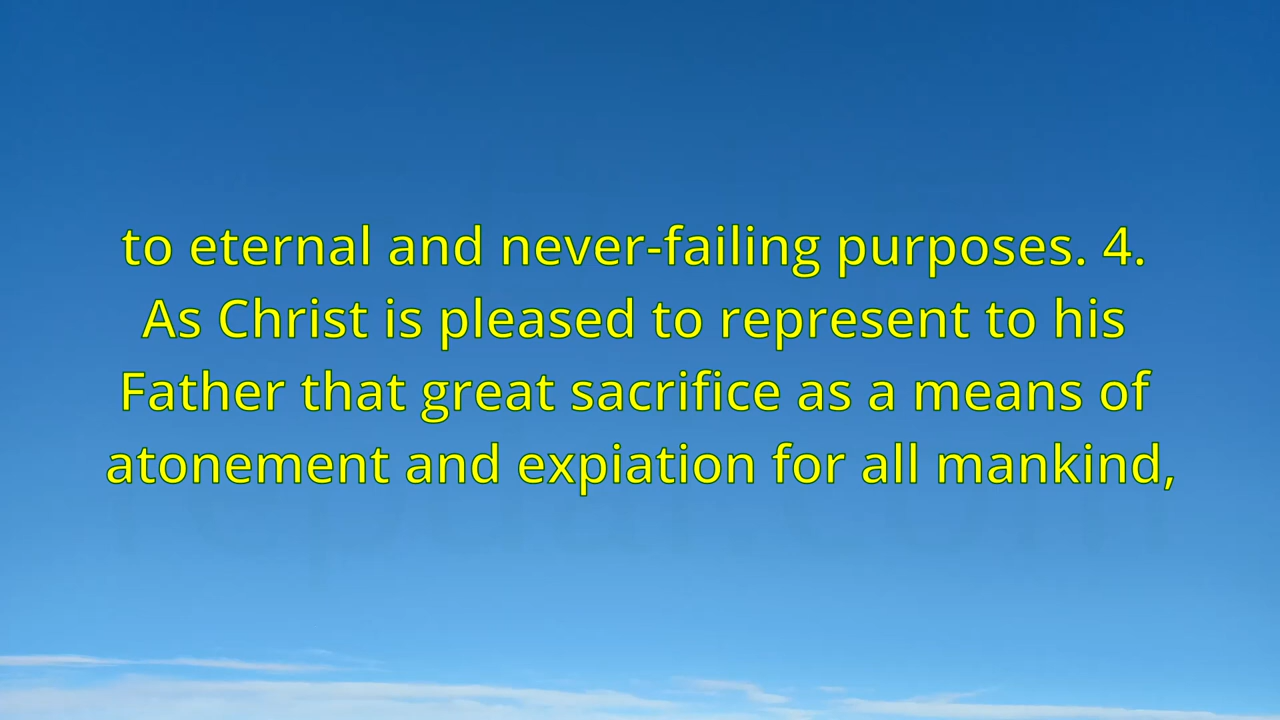 to eternal and never-failing purposes. 4.
As Christ is pleased to represent to his
Father that great sacrifice as a means of
atonement and expiation for all mankind,